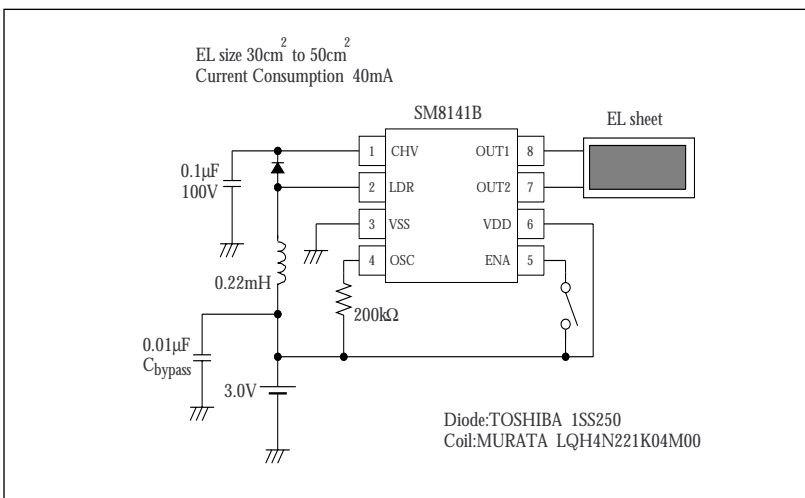 EL size 30cm² to 50cm²
Current Consumption 40mA
SM8141B
EL sheet
1 CHV OUT1 8
0.1µF
100V
2 LDR OUT2 7
3 VSS VDD 6
4 OSC ENA 5
0.22mH
200kΩ
0.01µF
Cbypass
3.0V
Diode:TOSHIBA 1SS250
Coil:MURATA LQH4N221K04M00